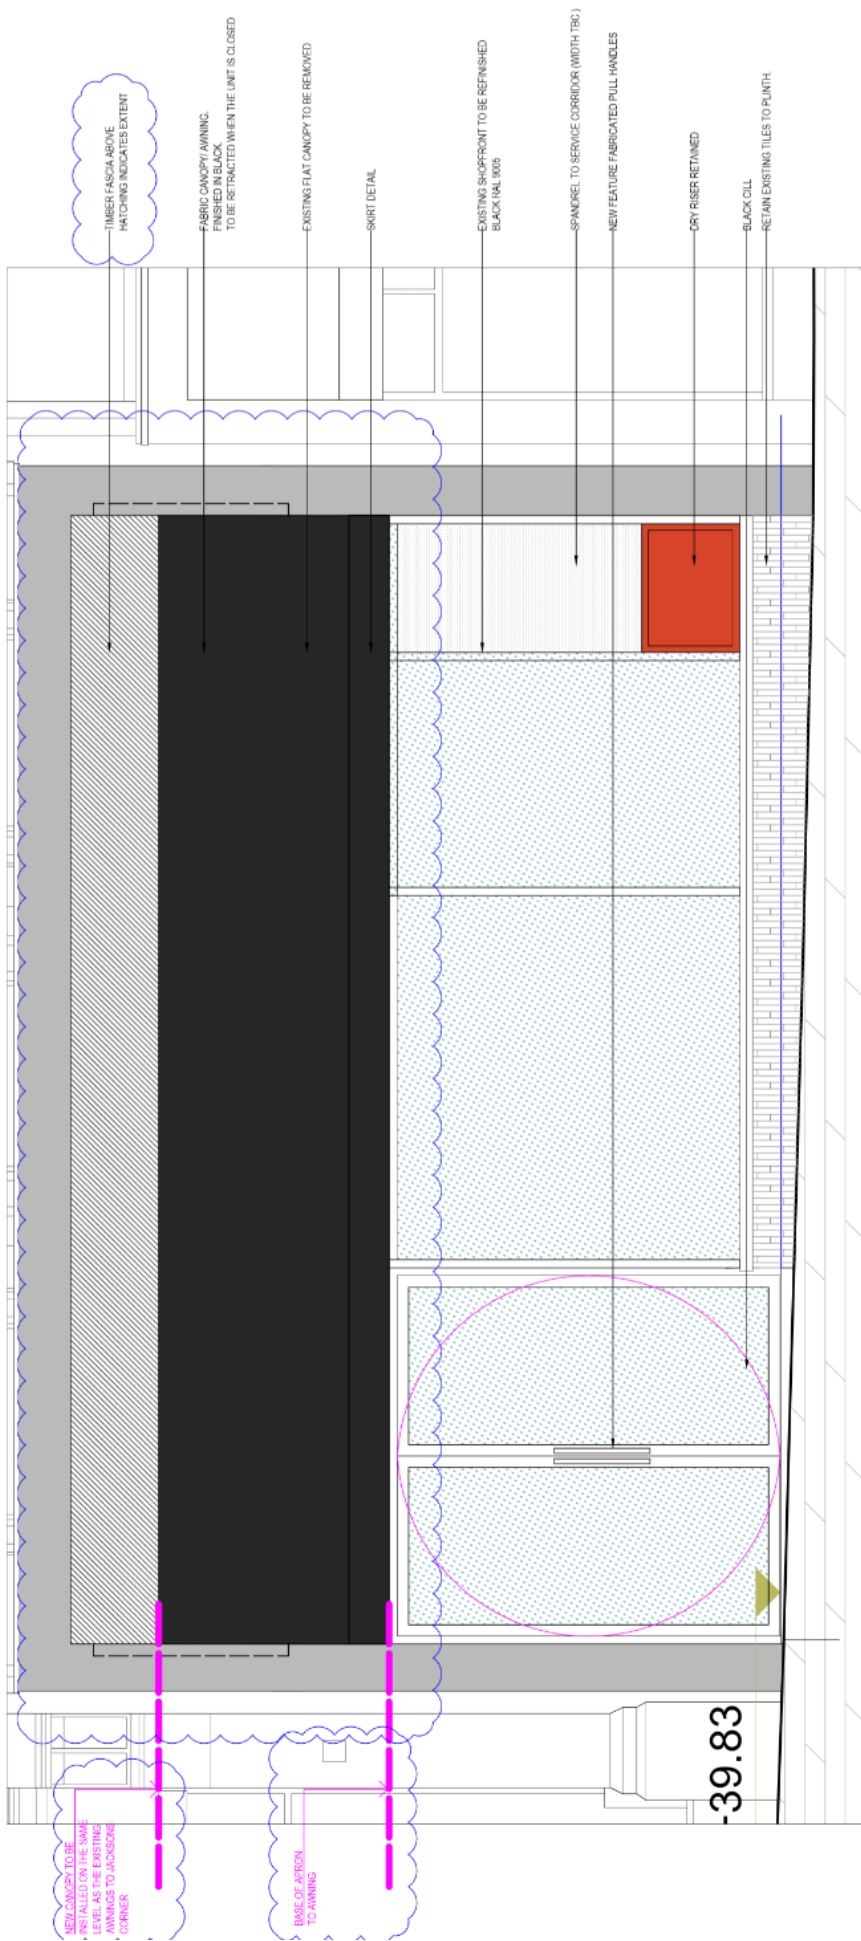 TIMBER FASCIA ABOVE
HATCHING INDICATES EXTENT
FABRIC CANOPY/ AWNING.
FINISHED IN BLACK.
TO BE RETRACTED WHEN THE UNIT IS CLOSED
EXISTING FLAT CANOPY TO BE REMOVED
SKIRT DETAIL
EXISTING SHOPFRONT TO BE REFINISHED
BLACK RAL 9005
SPANDREL TO SERVICE CORRIDOR (WIDTH TBC )
NEW FEATURE FABRICATED PULL HANDLES
DRY RISER RETAINED
BLACK CILL
RETAIN EXISTING TILES TO PLINTH.
NEW CANOPY TO BE
INSTALLED ON THE SAME
LEVEL AS THE EXISTING
AWNINGS TO JACKSONS
CORNER
BASE OF APRON
TO AWNING
-39.83